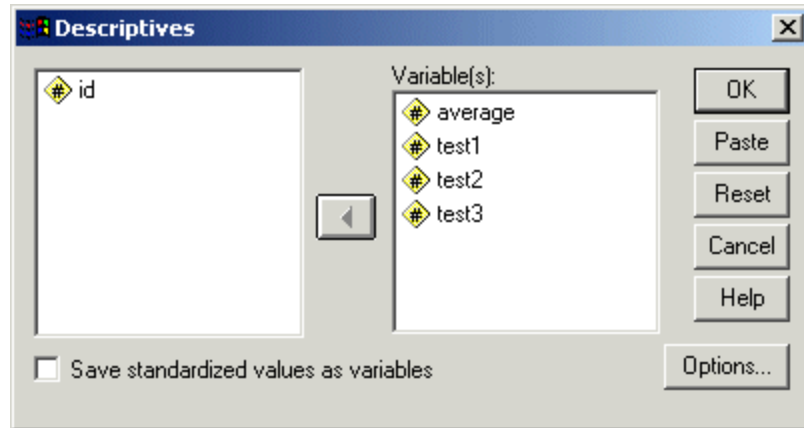 Descriptives
id
Variable(s):
average
test1
test2
test3
OK
Paste
Reset
Cancel
Help
Save standardized values as variables
Options...